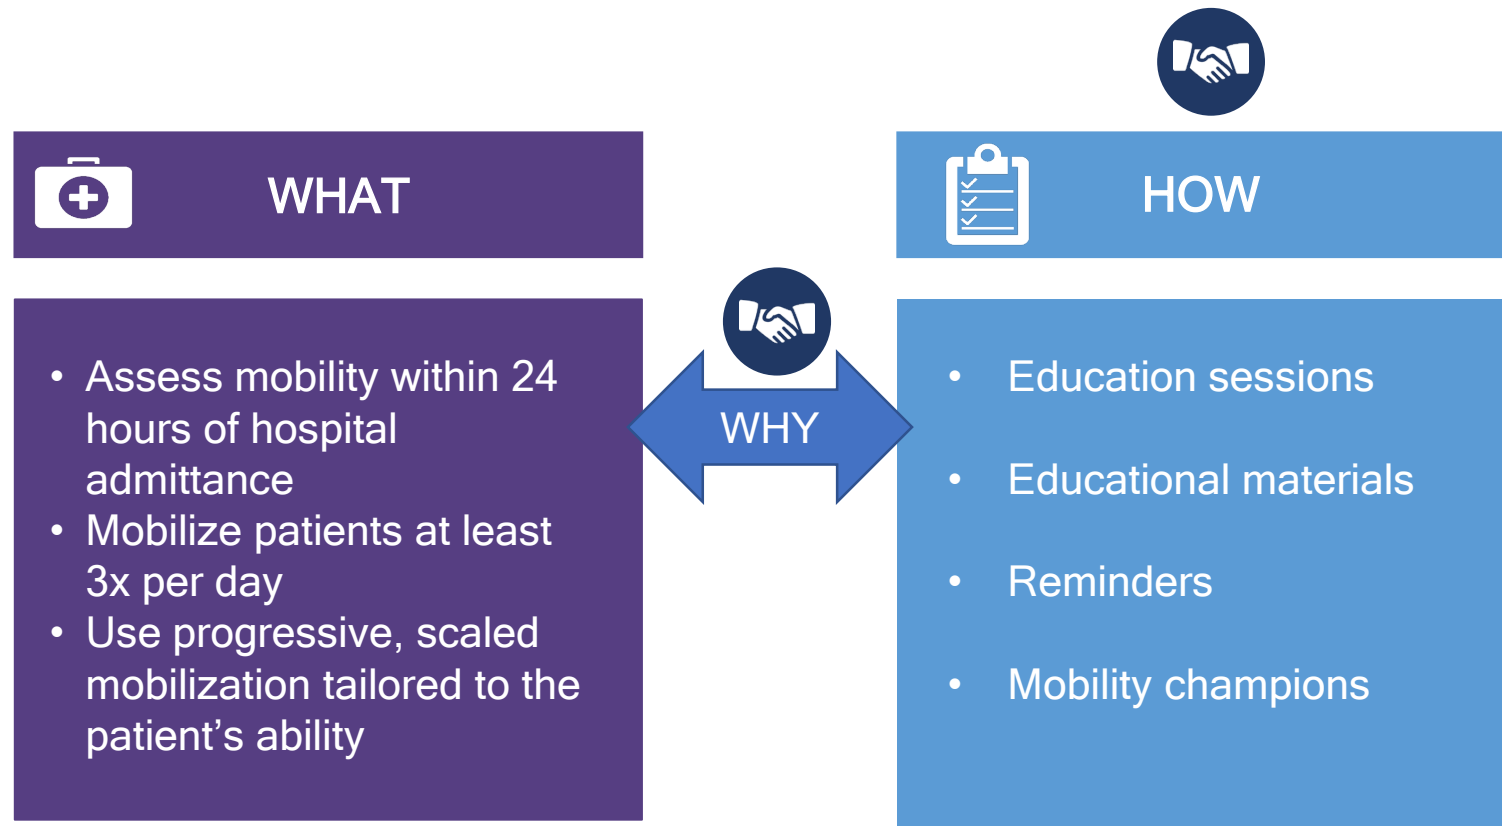 WHAT
• Assess mobility within 24
hours of hospital
admittance
• Mobilize patients at least
3x per day
• Use progressive, scaled
mobilization tailored to the
patient’s ability
WHY
HOW
• Education sessions
• Educational materials
• Reminders
• Mobility champions